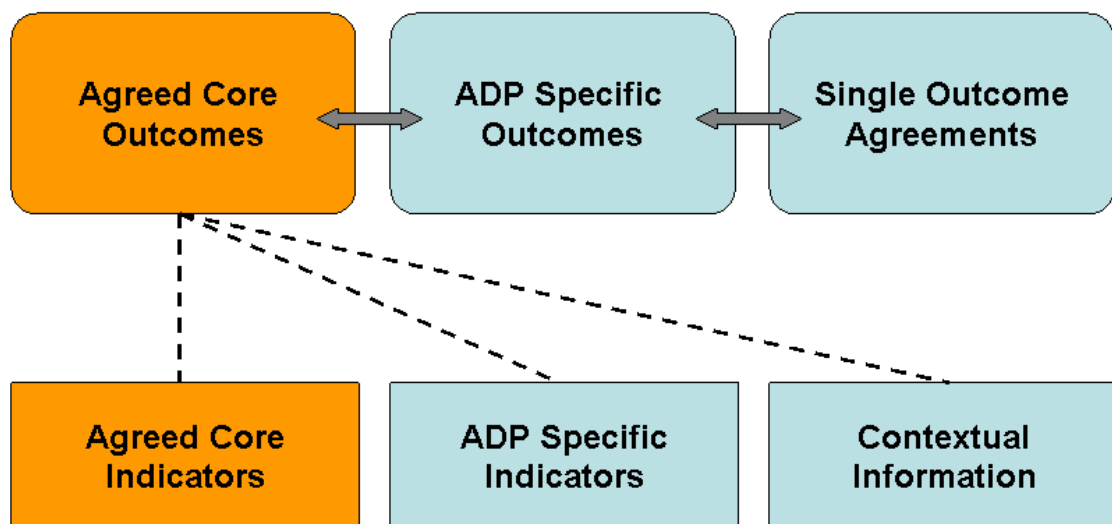 Agreed Core
Outcomes
ADP Specific
Outcomes
Single Outcome
Agreements
Agreed Core
Indicators
ADP Specific
Indicators
Contextual
Information